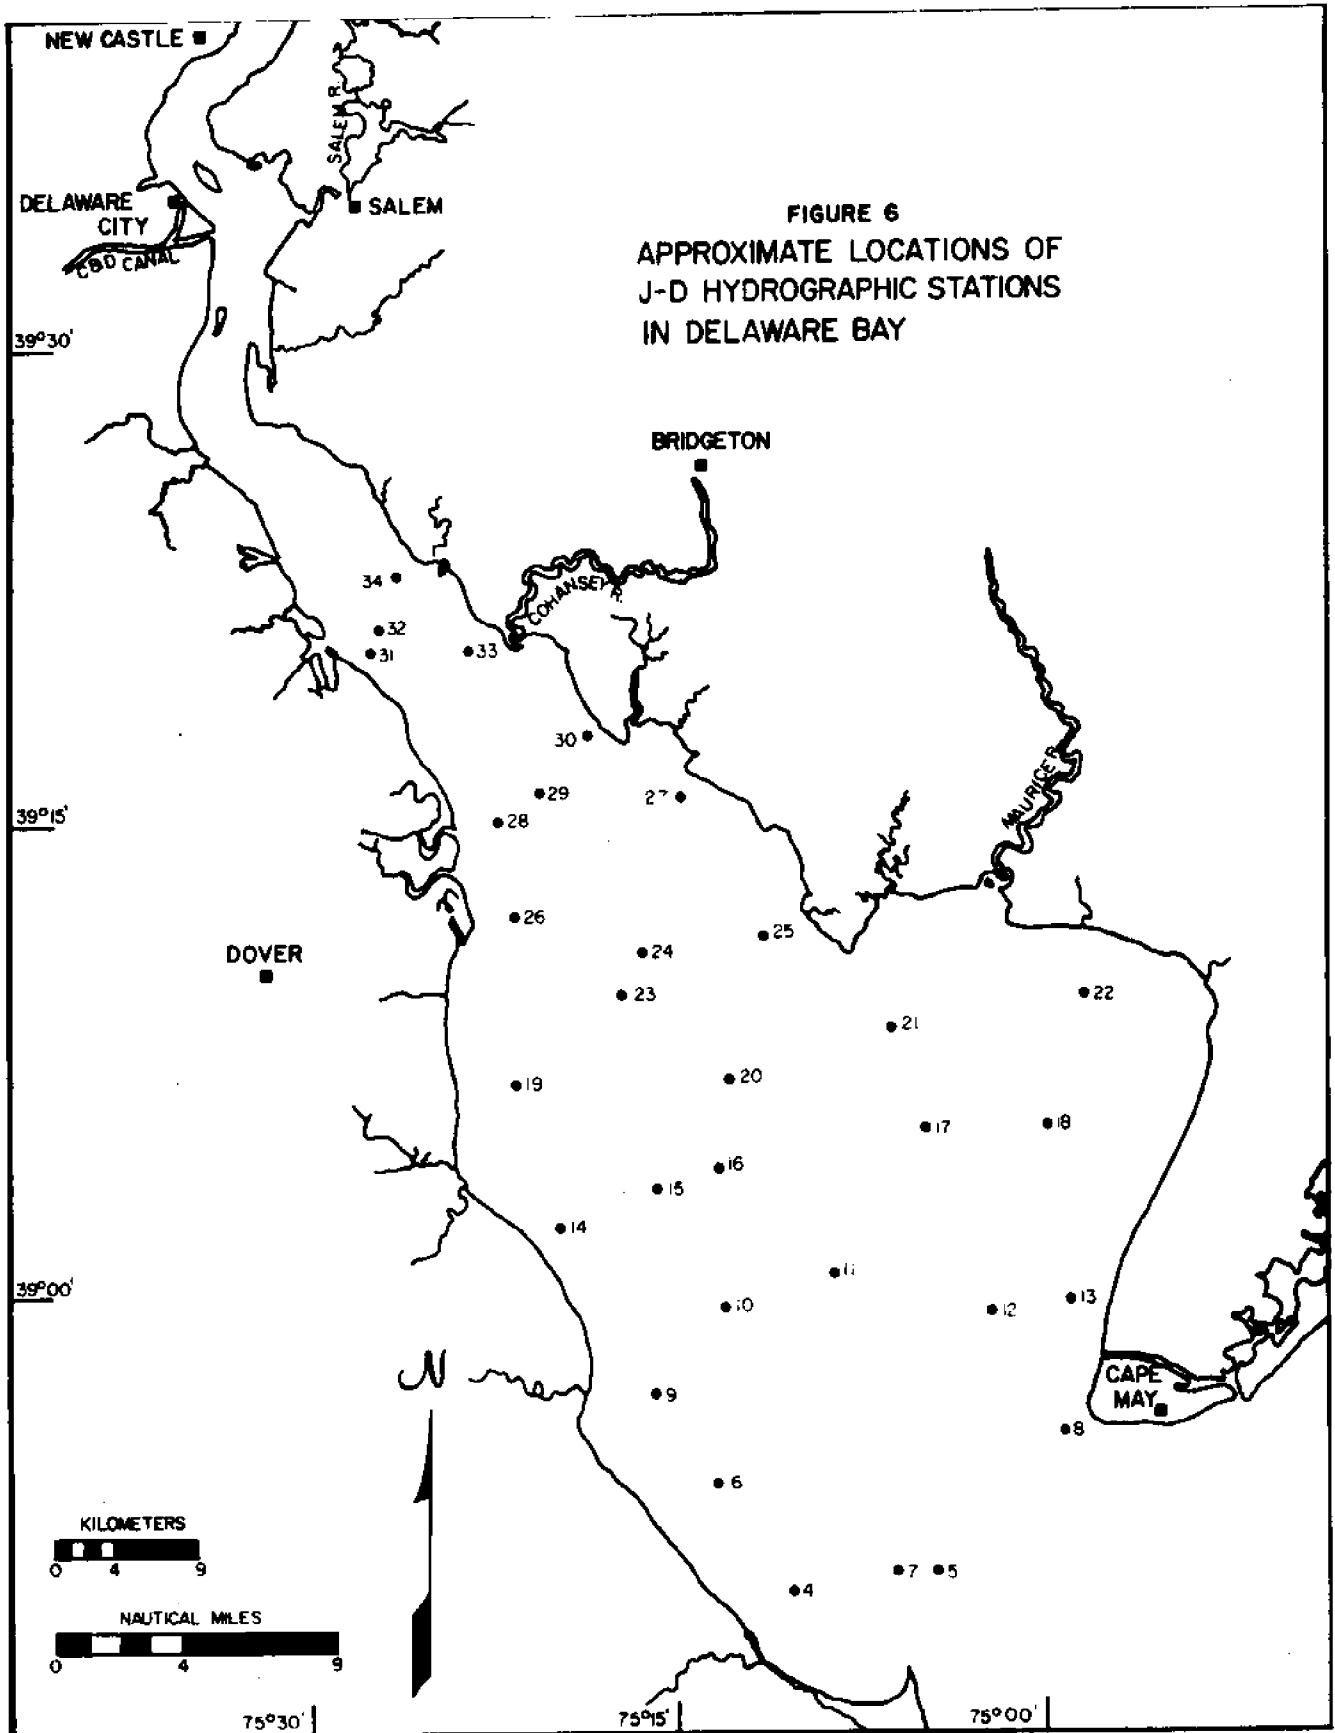 NEW CASTLE
SALEM R.
DELAWARE
CITY
SALEM
C&D CANAL
FIGURE 6
APPROXIMATE LOCATIONS OF
J-D HYDROGRAPHIC STATIONS
IN DELAWARE BAY
39°30'
BRIDGETON
34
COHANSEY R.
32
31
33
30
MAURICE R.
29
27
39°15'
28
26
25
DOVER
24
23
22
21
20
19
17
18
16
15
14
11
39°00'
10
12
13
N
CAPE
MAY
9
8
6
KILOMETERS
0 4 9
7
5
4
NAUTICAL MILES
0 4 9
75°30'
75°15'
75°00'